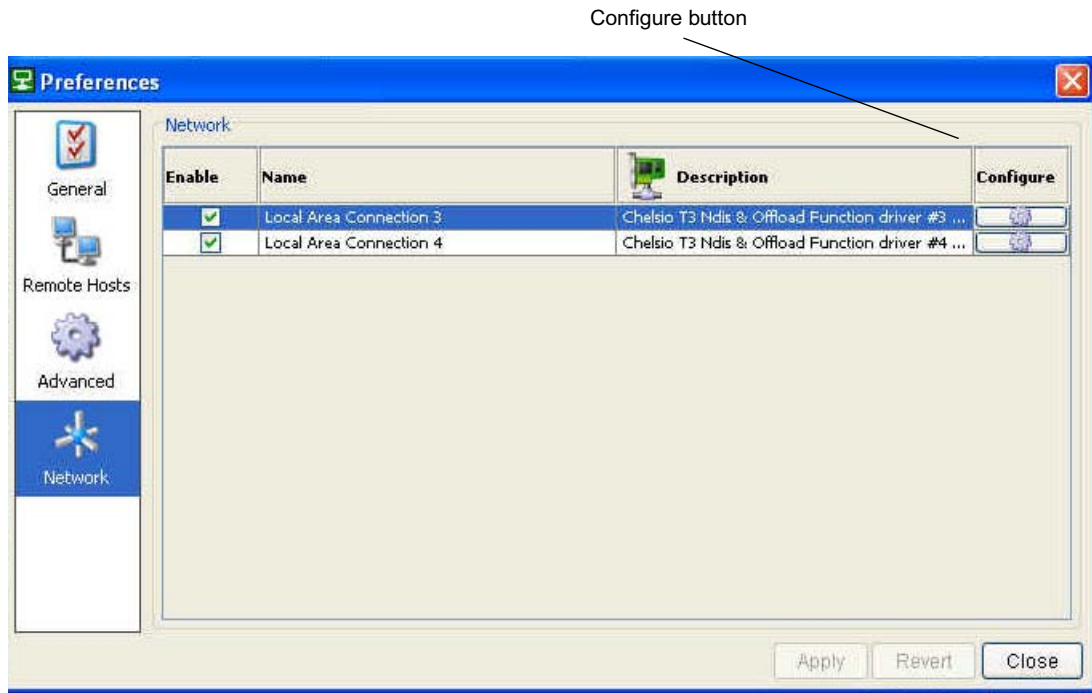 Configure button
Preferences
General
Remote Hosts
Advanced
Network
Network
Enable Name Description Configure
Local Area Connection 3 Chelsio T3 Ndis & Offload Function driver #3 ...
Local Area Connection 4 Chelsio T3 Ndis & Offload Function driver #4 ...
Apply Revert Close